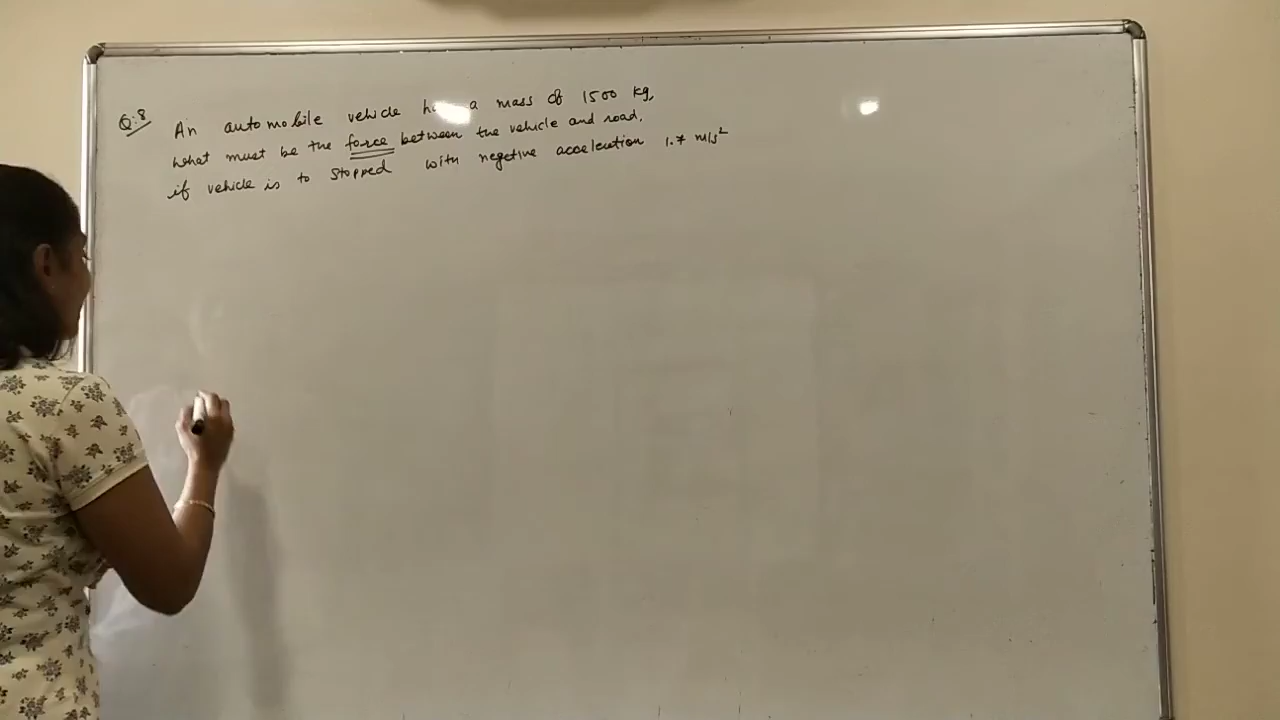 Q:8 An automobile vehicle a mass of 1500 kg,
what must be the force between the vehicle and road,
if vehicle is to stopped with negetive acceleration 1.7 m/s²